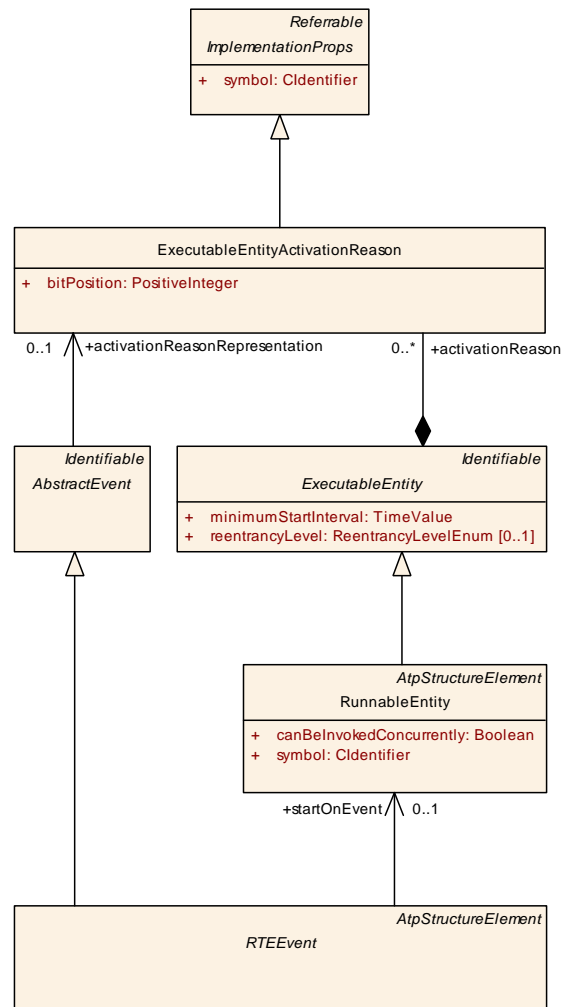 Referrable
ImplementationProps
+ symbol: CIdentifier
ExecutableEntityActivationReason
+ bitPosition: PositiveInteger
0..1 +activationReasonRepresentation 0..* +activationReason
Identifiable
AbstractEvent
Identifiable
ExecutableEntity
+ minimumStartInterval: TimeValue
+ reentrancyLevel: ReentrancyLevelEnum [0..1]
AtpStructureElement
RunnableEntity
+ canBeInvokedConcurrently: Boolean
+ symbol: CIdentifier
+startOnEvent 0..1
AtpStructureElement
RTEEvent